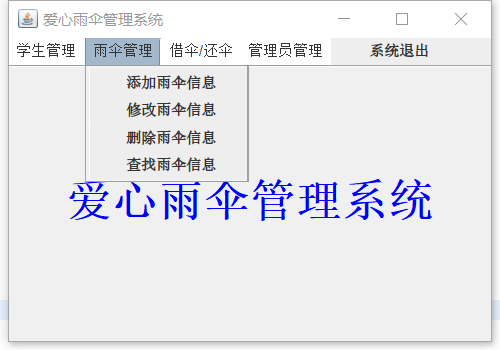 爱心雨伞管理系统
学生管理 雨伞管理 借伞/还伞 管理员管理 系统退出
添加雨伞信息
修改雨伞信息
删除雨伞信息
查找雨伞信息
爱心雨伞管理系统